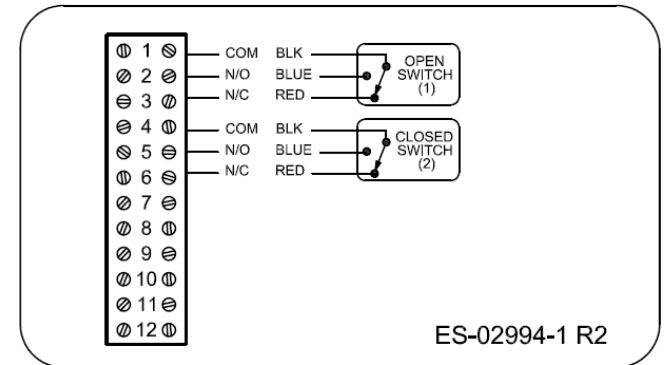 1 COM BLK
2 N/O BLUE
3 N/C RED
OPEN
SWITCH
(1)
4 COM BLK
5 N/O BLUE
6 N/C RED
CLOSED
SWITCH
(2)
7
8
9
10
11
12
ES-02994-1 R2